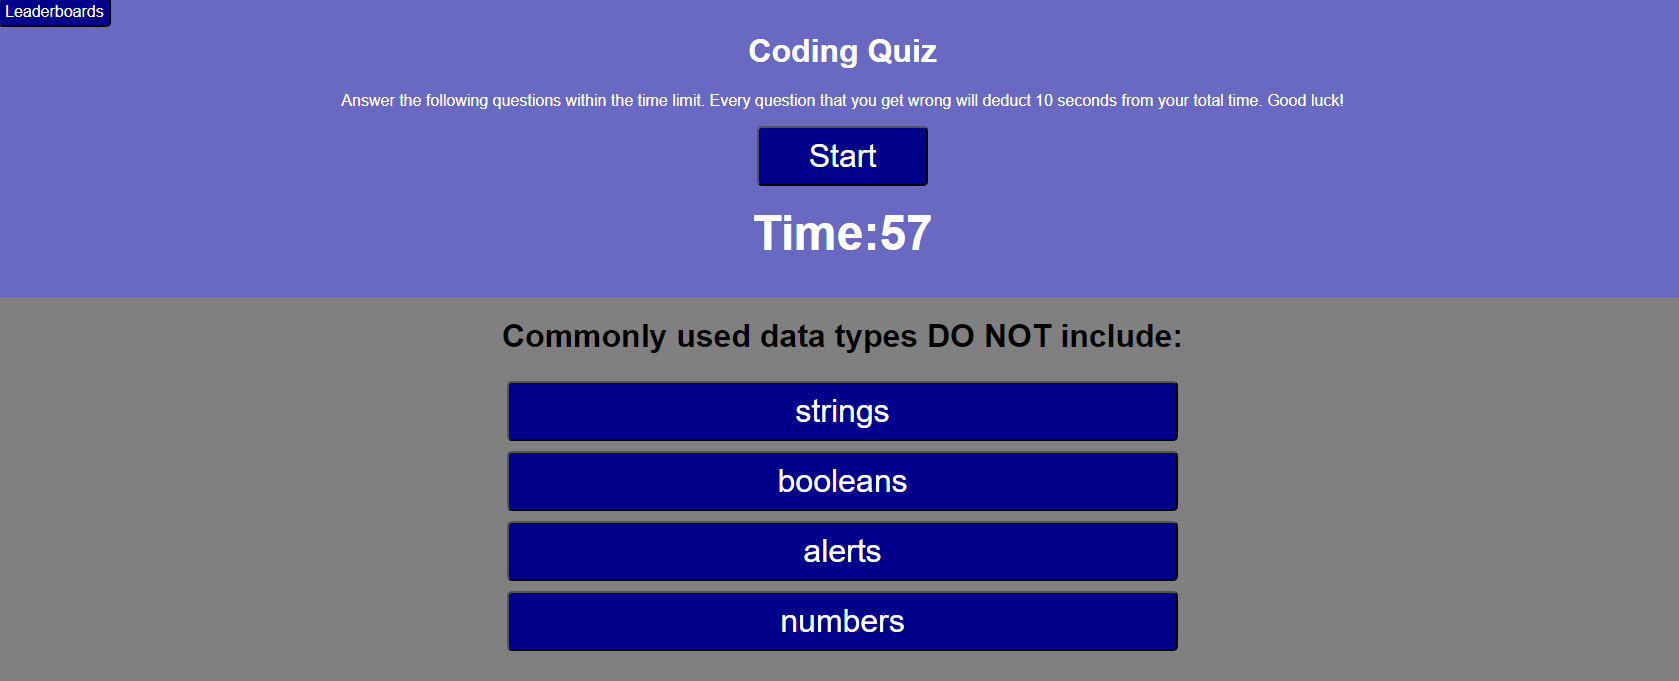 Leaderboards
Coding Quiz
Answer the following questions within the time limit. Every question that you get wrong will deduct 10 seconds from your total time. Good luck!
Start
Time:57
Commonly used data types DO NOT include:
strings
booleans
alerts
numbers